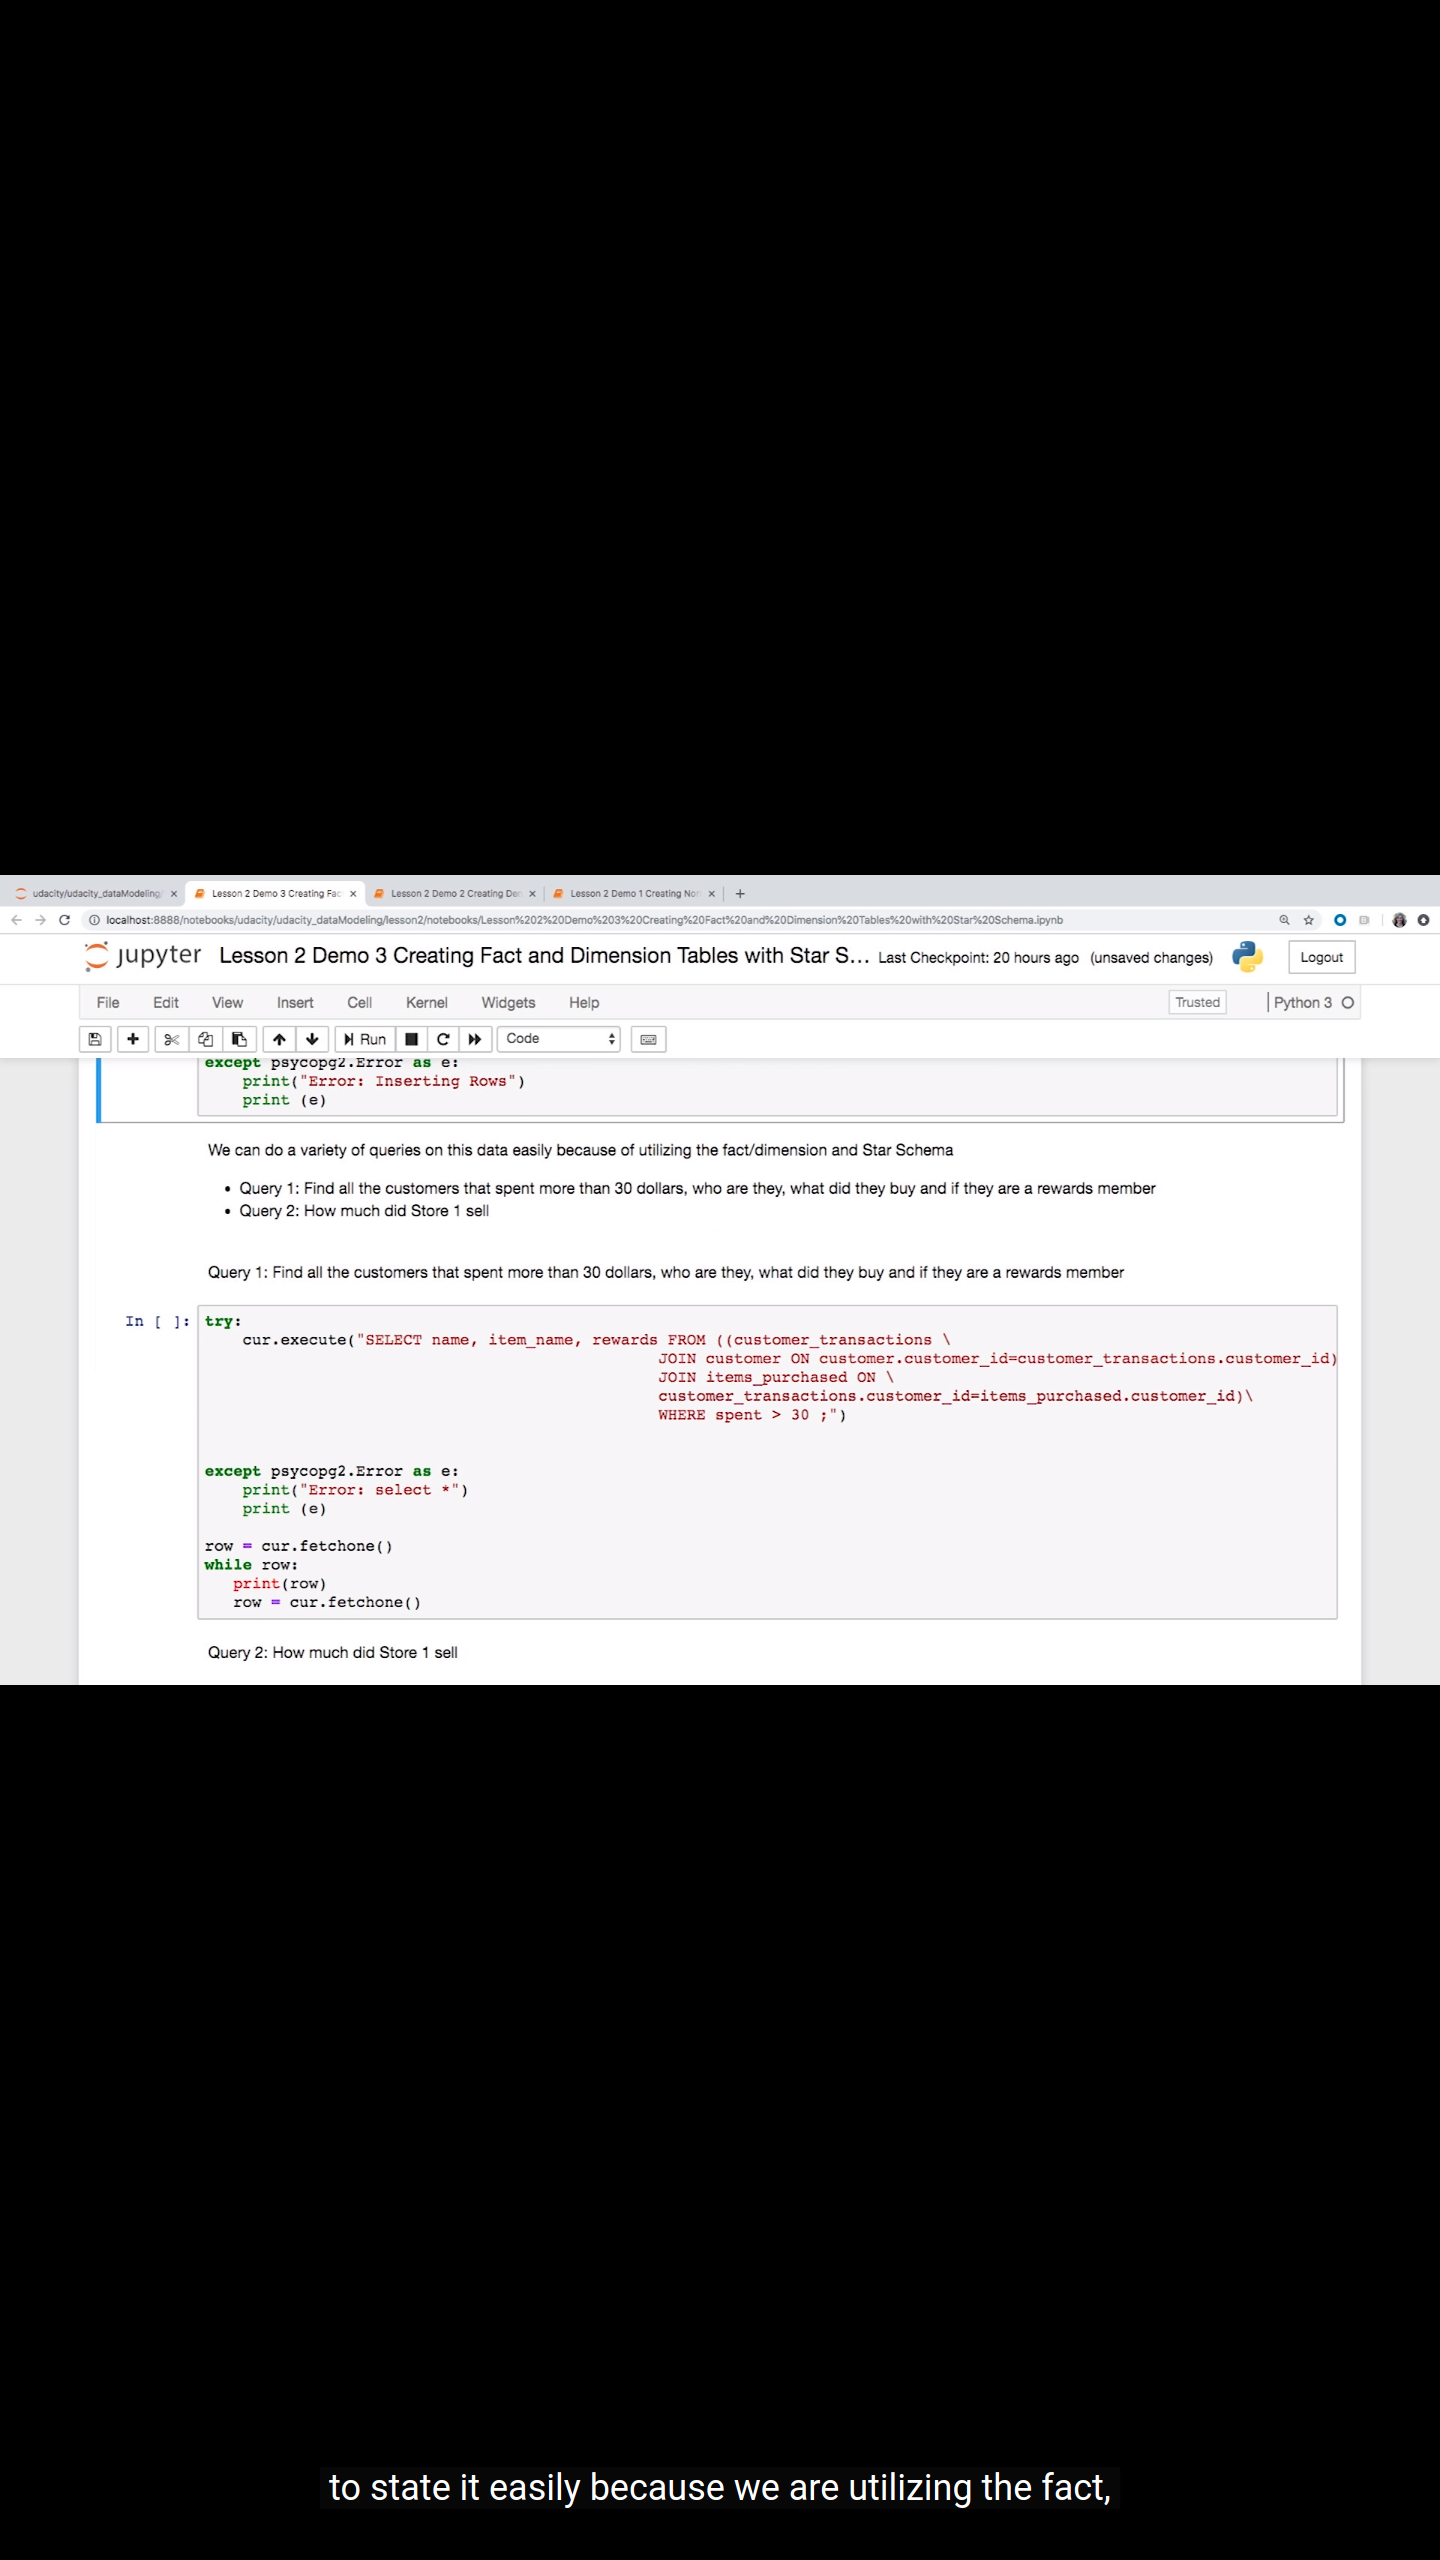 udacity/udacity_dataModeling/
Lesson 2 Demo 3 Creating Fac
Lesson 2 Demo 2 Creating De
Lesson 2 Demo 1 Creating Nor
localhost:8888/notebooks/udacity/udacity_dataModeling/lesson2/notebooks/Lesson%202%20Demo%203%20Creating%20Fact%20and%20Dimension%20Tables%20with%20Star%20Schema.ipynb
jupyter Lesson 2 Demo 3 Creating Fact and Dimension Tables with Star S... Last Checkpoint: 20 hours ago (unsaved changes) Logout
File Edit View Insert Cell Kernel Widgets Help Trusted Python 3
Run Code
except psycopg2.Error as e:
print("Error: Inserting Rows")
print (e)
We can do a variety of queries on this data easily because of utilizing the fact/dimension and Star Schema
• Query 1: Find all the customers that spent more than 30 dollars, who are they, what did they buy and if they are a rewards member
• Query 2: How much did Store 1 sell
Query 1: Find all the customers that spent more than 30 dollars, who are they, what did they buy and if they are a rewards member
In [ ]: try:
cur.execute("SELECT name, item_name, rewards FROM ((customer_transactions \
JOIN customer ON customer.customer_id=customer_transactions.customer_id)
JOIN items_purchased ON \
customer_transactions.customer_id=items_purchased.customer_id)\
WHERE spent > 30 ;")
except psycopg2.Error as e:
print("Error: select *")
print (e)
row = cur.fetchone()
while row:
print(row)
row = cur.fetchone()
Query 2: How much did Store 1 sell
to state it easily because we are utilizing the fact,